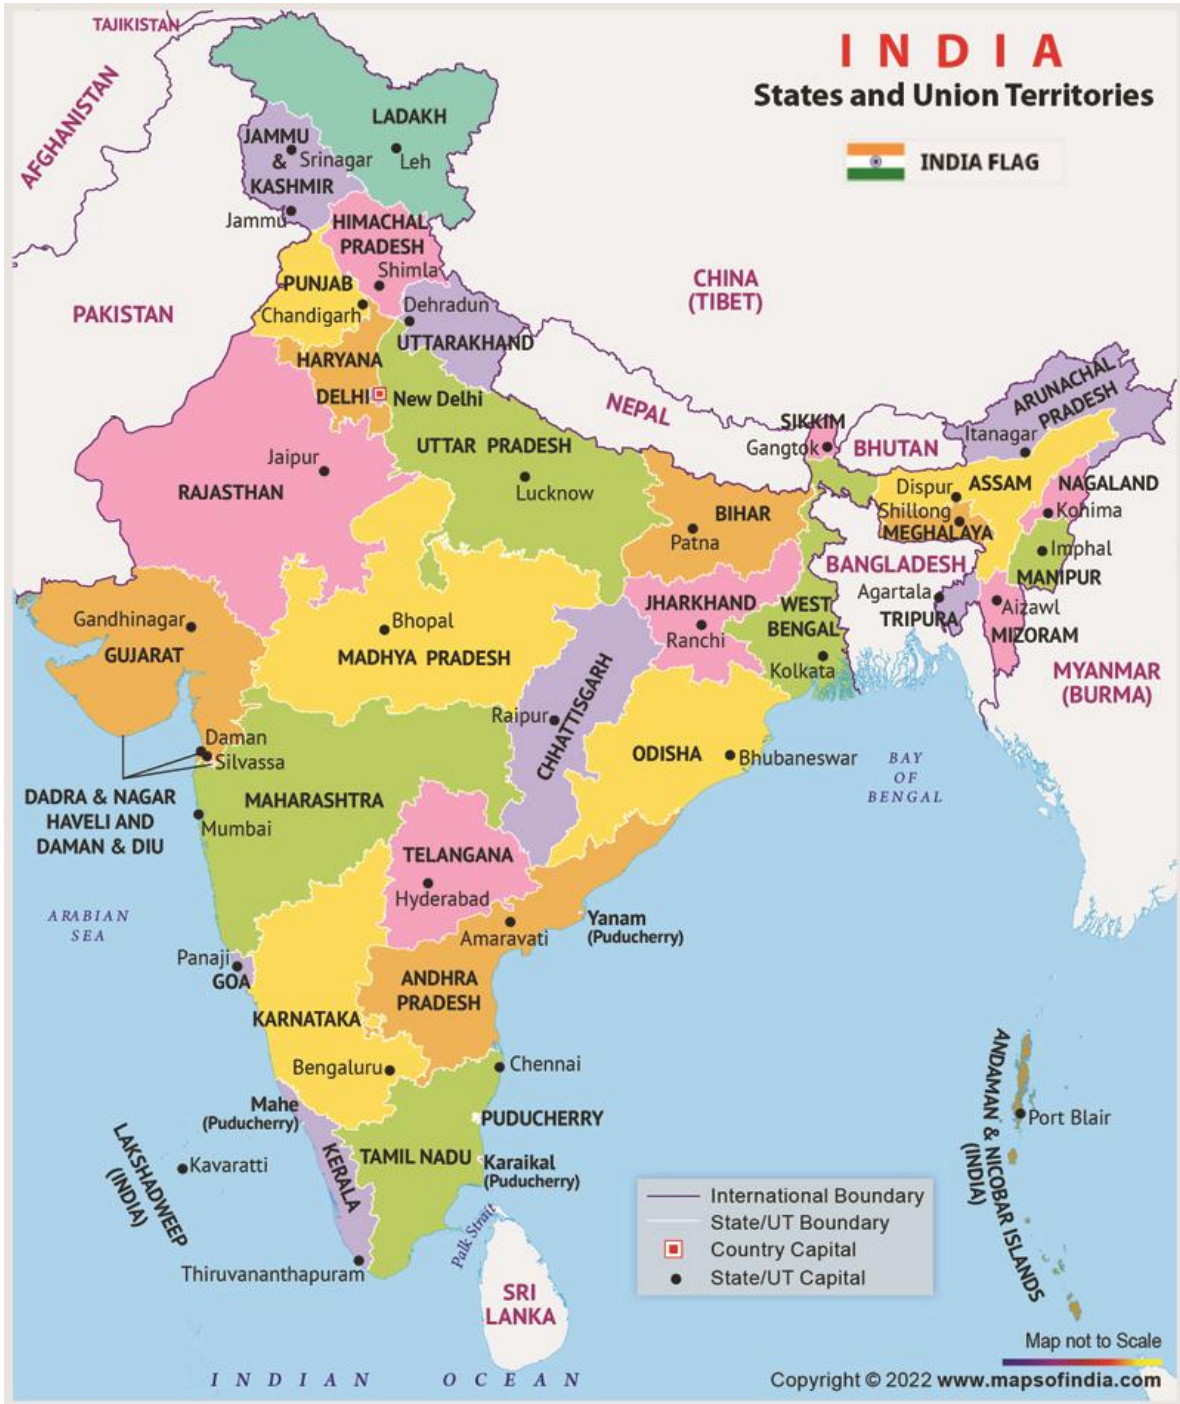 TAJIKISTAN
AFGHANISTAN
INDIA
States and Union Territories
INDIA FLAG
LADAKH
Leh
JAMMU
&
KASHMIR
Srinagar
Jammu
HIMACHAL
PRADESH
Shimla
PUNJAB
Chandigarh
Dehradun
UTTARAKHAND
HARYANA
DELHI
New Delhi
PAKISTAN
CHINA
(TIBET)
NEPAL
SIKKIM
Gangtok
BHUTAN
ARUNACHAL
PRADESH
Itanagar
UTTAR PRADESH
Lucknow
Jaipur
RAJASTHAN
BIHAR
Patna
Dispur
ASSAM
NAGALAND
Kohima
Shillong
MEGHALAYA
Imphal
MANIPUR
BANGLADESH
Agartala
TRIPURA
Aizawl
MIZORAM
MYANMAR
(BURMA)
Gandhinagar
GUJARAT
Bhopal
MADHYA PRADESH
JHARKHAND
Ranchi
WEST
BENGAL
Kolkata
CHHATTISGARH
Raipur
ODISHA
Bhubaneswar
BAY
OF
BENGAL
Daman
Silvassa
DADRA & NAGAR
HAVELI AND
DAMAN & DIU
MAHARASHTRA
Mumbai
TELANGANA
Hyderabad
ARABIAN
SEA
Yanam
(Puducherry)
Amaravati
Panaji
GOA
ANDHRA
PRADESH
KARNATAKA
Bengaluru
Chennai
Mahe
(Puducherry)
PUDUCHERRY
TAMIL NADU
Karaikal
(Puducherry)
KERALA
LAKSHADWEEP
(INDIA)
Kavaratti
Thiruvananthapuram
Palk Strait
SRI
LANKA
ANDAMAN & NICOBAR ISLANDS
(INDIA)
Port Blair
International Boundary
State/UT Boundary
Country Capital
State/UT Capital
INDIAN OCEAN
Map not to Scale
Copyright © 2022 www.mapsofindia.com